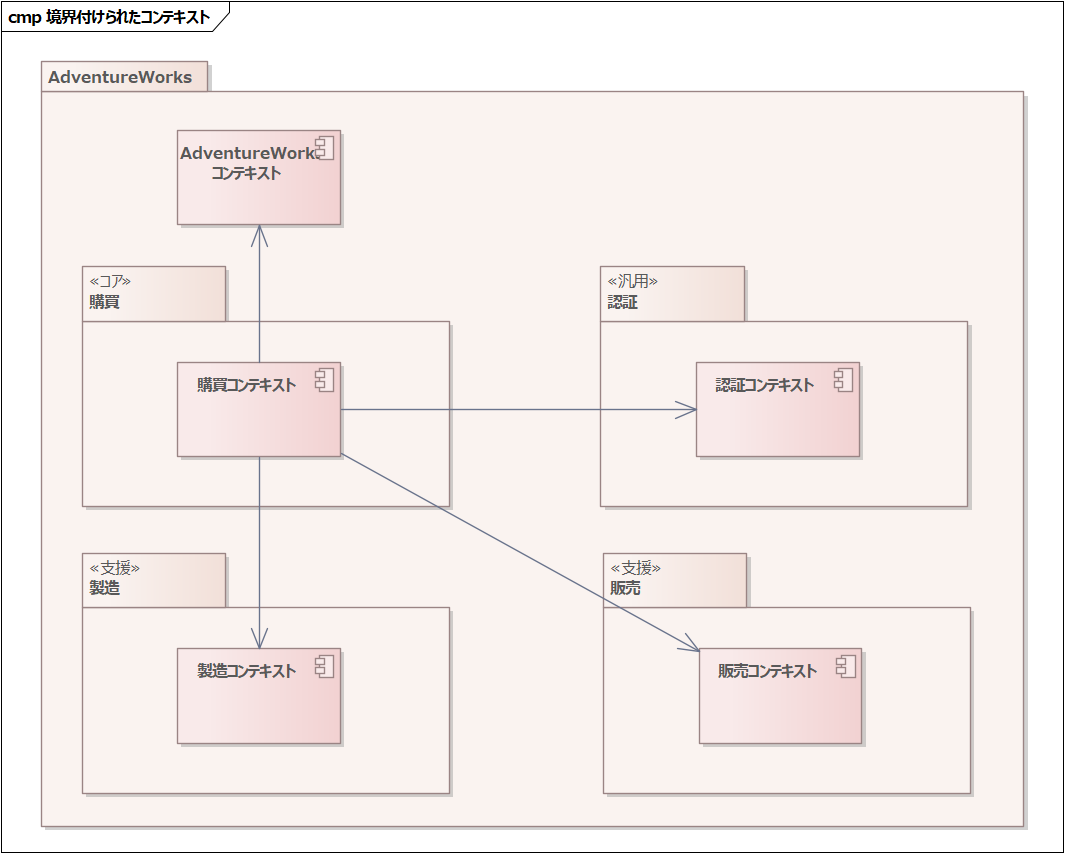 cmp 境界付けられたコンテキスト
AdventureWorks
AdventureWorks
コンテキスト
«コア»
購買
購買コンテキスト
«汎用»
認証
認証コンテキスト
«支援»
製造
製造コンテキスト
«支援»
販売
販売コンテキスト